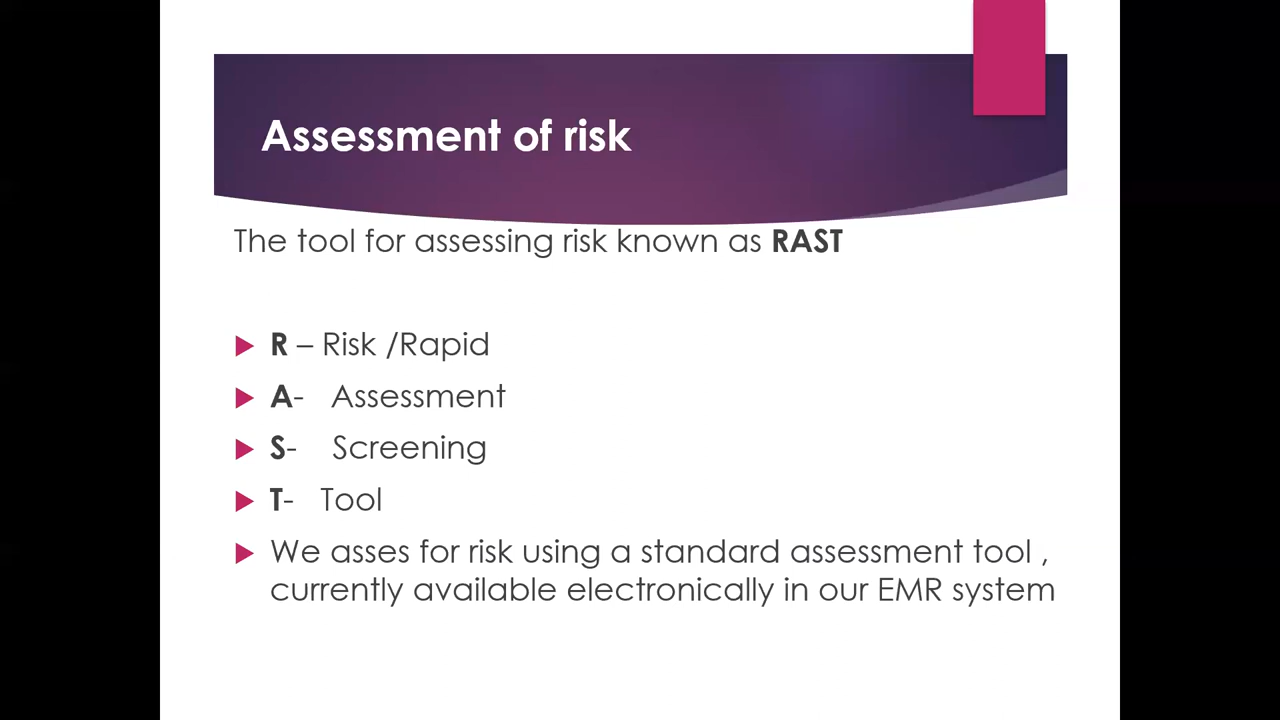 Assessment of risk
The tool for assessing risk known as RAST
R – Risk /Rapid
A- Assessment
S- Screening
T- Tool
We asses for risk using a standard assessment tool ,
currently available electronically in our EMR system